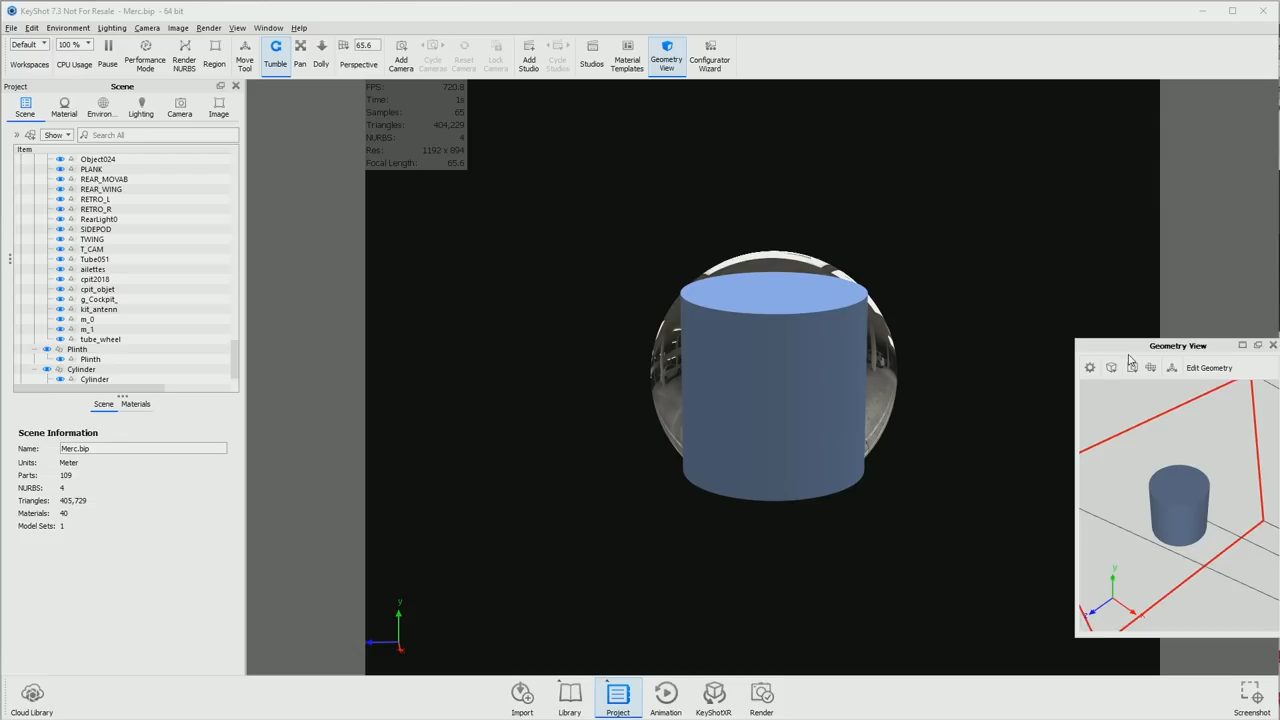 KeyShot 7.3 Not For Resale - Merc.bip - 64 bit
File Edit Environment Lighting Camera Image Render View Window Help
Default 100 % 65.6
Workspaces CPU Usage Pause Performance Mode Render NURBS Region Move Tool Tumble Pan Dolly Perspective Add Camera Cycle Cameras Reset Camera Lock Camera Add Studio Cycle Studios Studios Material Templates Geometry View Configurator Wizard
Project Scene
Scene Material Environ... Lighting Camera Image
» Show Search All
Item
Object024
PLANK
REAR_MOVAB
REAR_WING
RETRO_L
RETRO_R
RearLight0
SIDEPOD
TWING
T_CAM
Tube051
ailettes
cpit2018
cpit_objet
g_Cockpit_
kit_antenn
m_0
m_1
tube_wheel
Plinth
Plinth
Cylinder
Cylinder
Scene Materials
Scene Information
Name: Merc.bip
Units: Meter
Parts: 109
NURBS: 4
Triangles: 405,729
Materials: 40
Model Sets: 1
FPS: 720.8
Time: 1s
Samples: 65
Triangles: 404,229
NURBS: 4
Res: 1192 x 894
Focal Length: 65.6
y
Geometry View
Edit Geometry
y
Cloud Library Import Library Project Animation KeyShotXR Render Screenshot